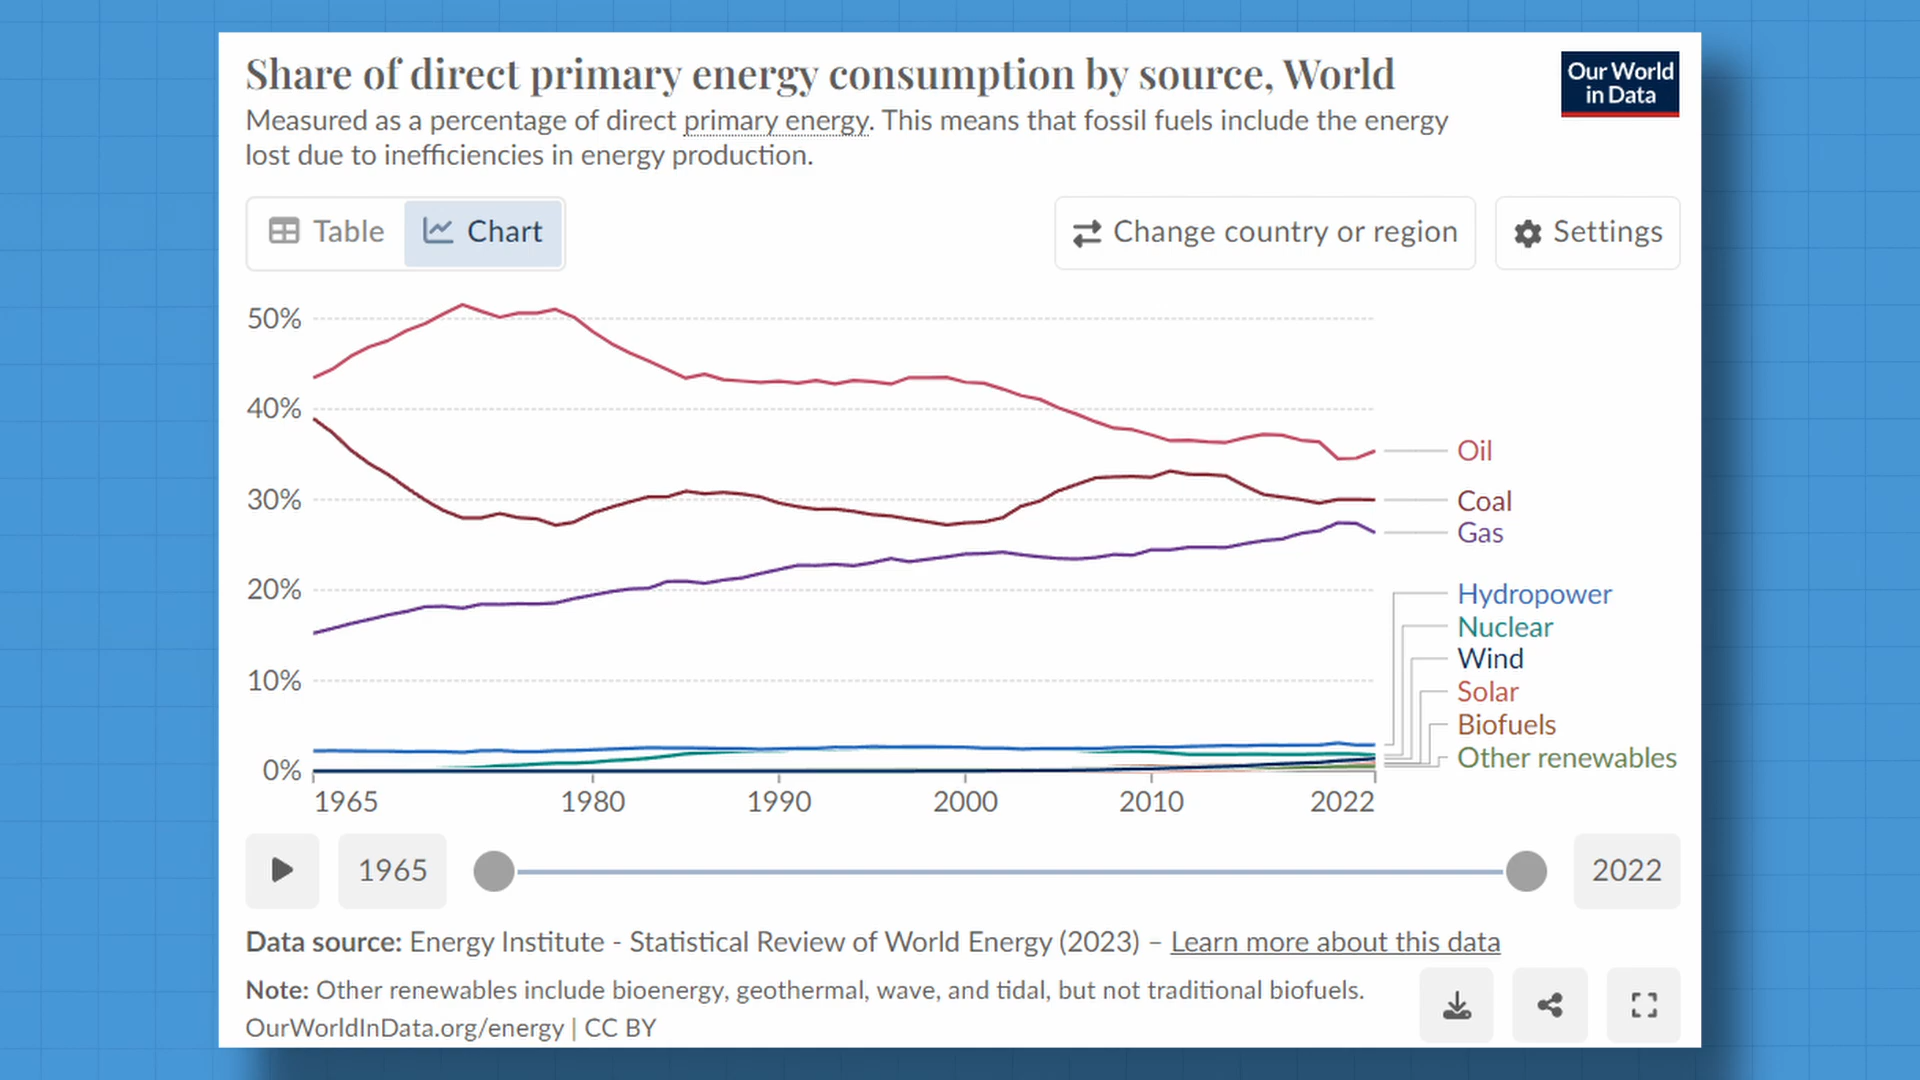 Share of direct primary energy consumption by source, World
Our World
in Data
Measured as a percentage of direct primary energy. This means that fossil fuels include the energy
lost due to inefficiencies in energy production.
Table
Chart
Change country or region
Settings
50%
40%
30%
20%
10%
0%
Oil
Coal
Gas
Hydropower
Nuclear
Wind
Solar
Biofuels
Other renewables
1965
1980
1990
2000
2010
2022
1965
2022
Data source: Energy Institute - Statistical Review of World Energy (2023) – Learn more about this data
Note: Other renewables include bioenergy, geothermal, wave, and tidal, but not traditional biofuels.
OurWorldInData.org/energy | CC BY